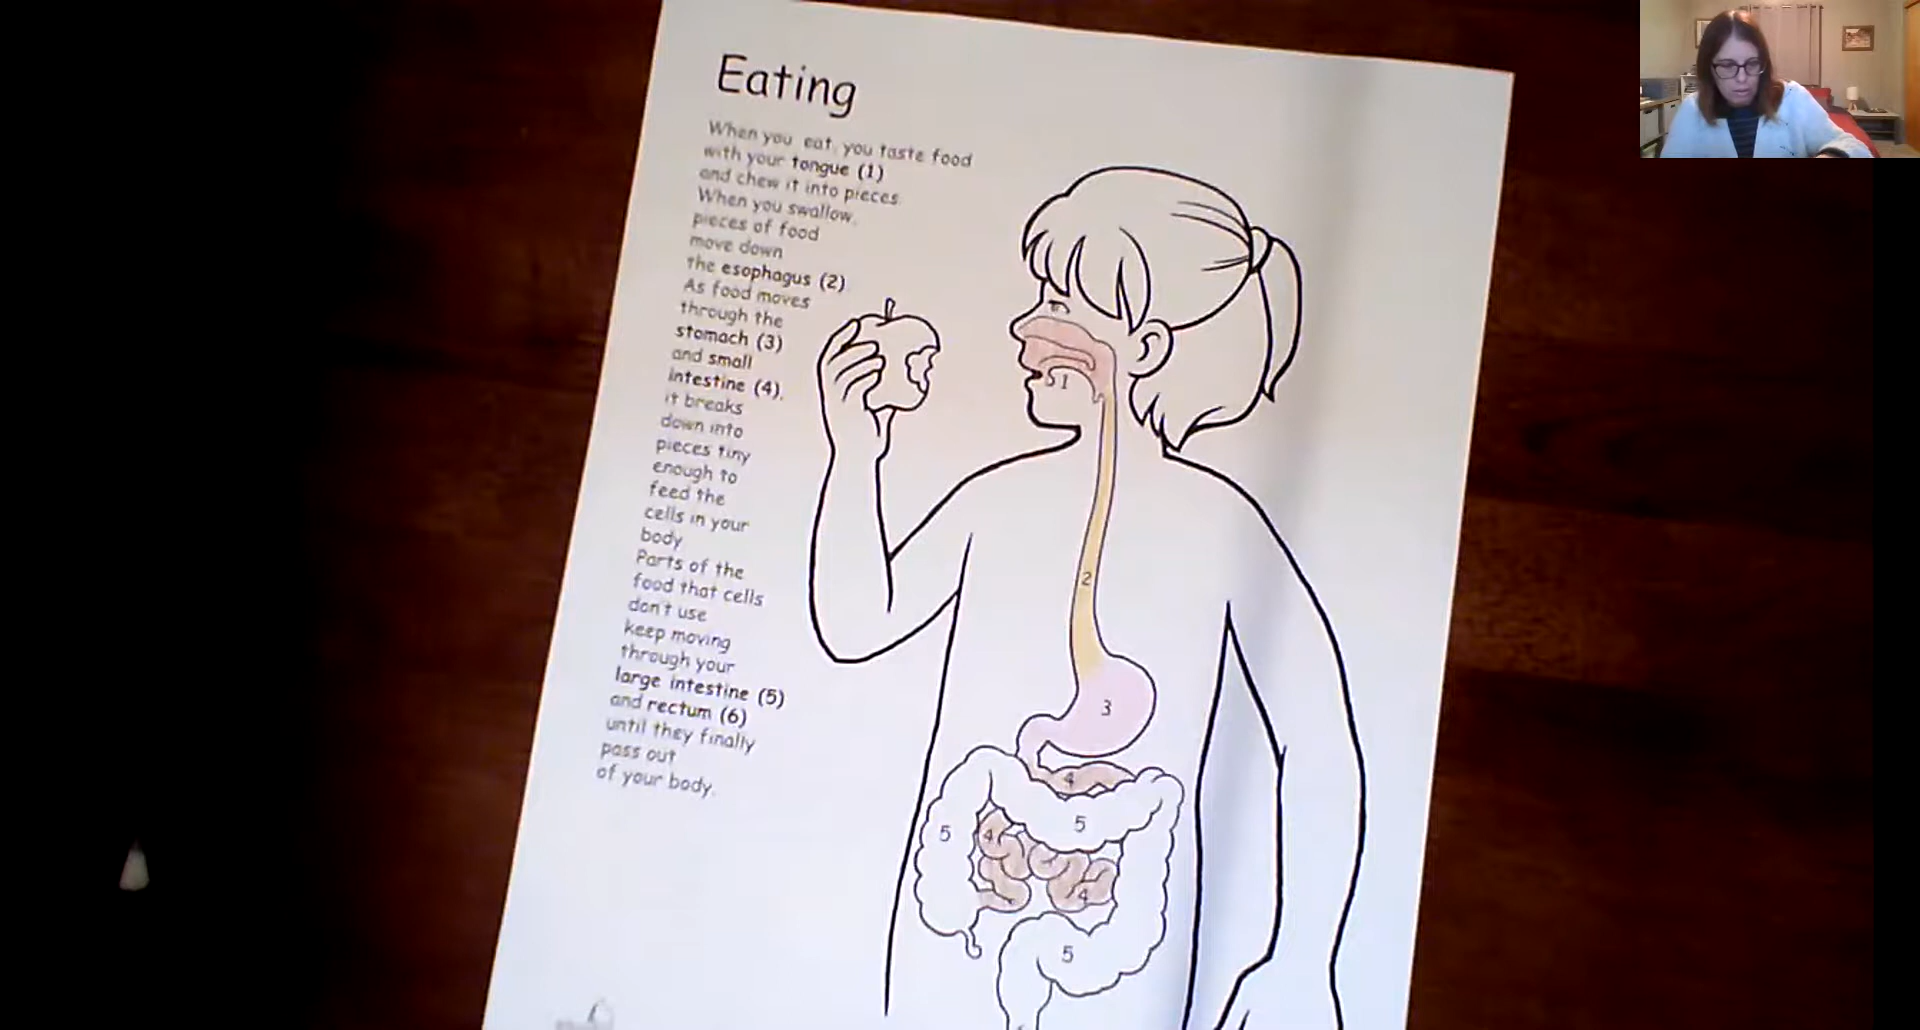 Eating
When you eat, you taste food
with your tongue (1)
and chew it into pieces.
When you swallow,
pieces of food
move down
the esophagus (2).
As food moves
through the
stomach (3)
and small
intestine (4),
it breaks
down into
pieces tiny
enough to
feed the
cells in your
body.
Parts of the
food that cells
don't use
keep moving
through your
large intestine (5)
and rectum (6)
until they finally
pass out
of your body.
1
2
3
4
5
5
4
4
5